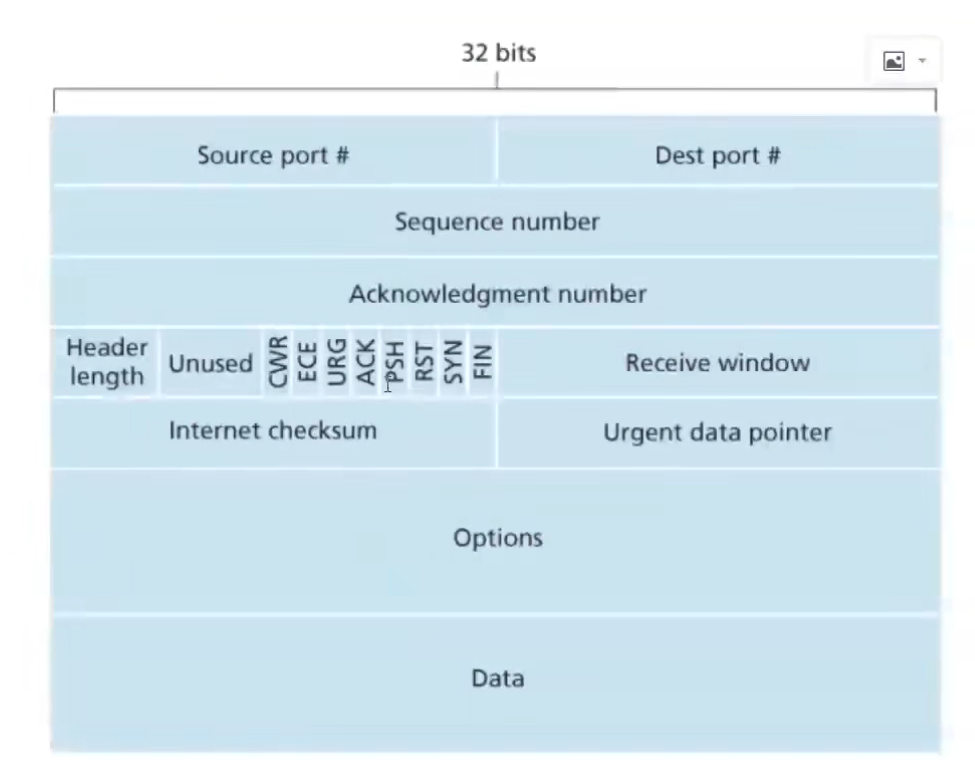 32 bits
Source port #
Dest port #
Sequence number
Acknowledgment number
Header
length
Unused
CWR
ECE
URG
ACK
PSH
RST
SYN
FIN
Receive window
Internet checksum
Urgent data pointer
Options
Data